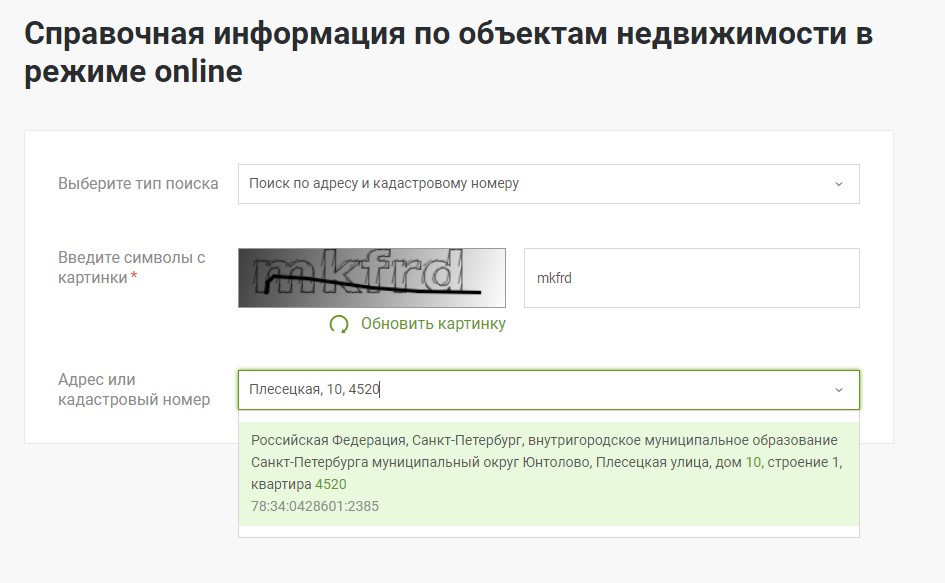 Справочная информация по объектам недвижимости в
режиме online
Выберите тип поиска
Поиск по адресу и кадастровому номеру
Введите символы с
картинки *
mkfrd
mkfrd
Обновить картинку
Адрес или
кадастровый номер
Плесецкая, 10, 4520
Российская Федерация, Санкт-Петербург, внутригородское муниципальное образование
Санкт-Петербурга муниципальный округ Юнтолово, Плесецкая улица, дом 10, строение 1,
квартира 4520
78:34:0428601:2385